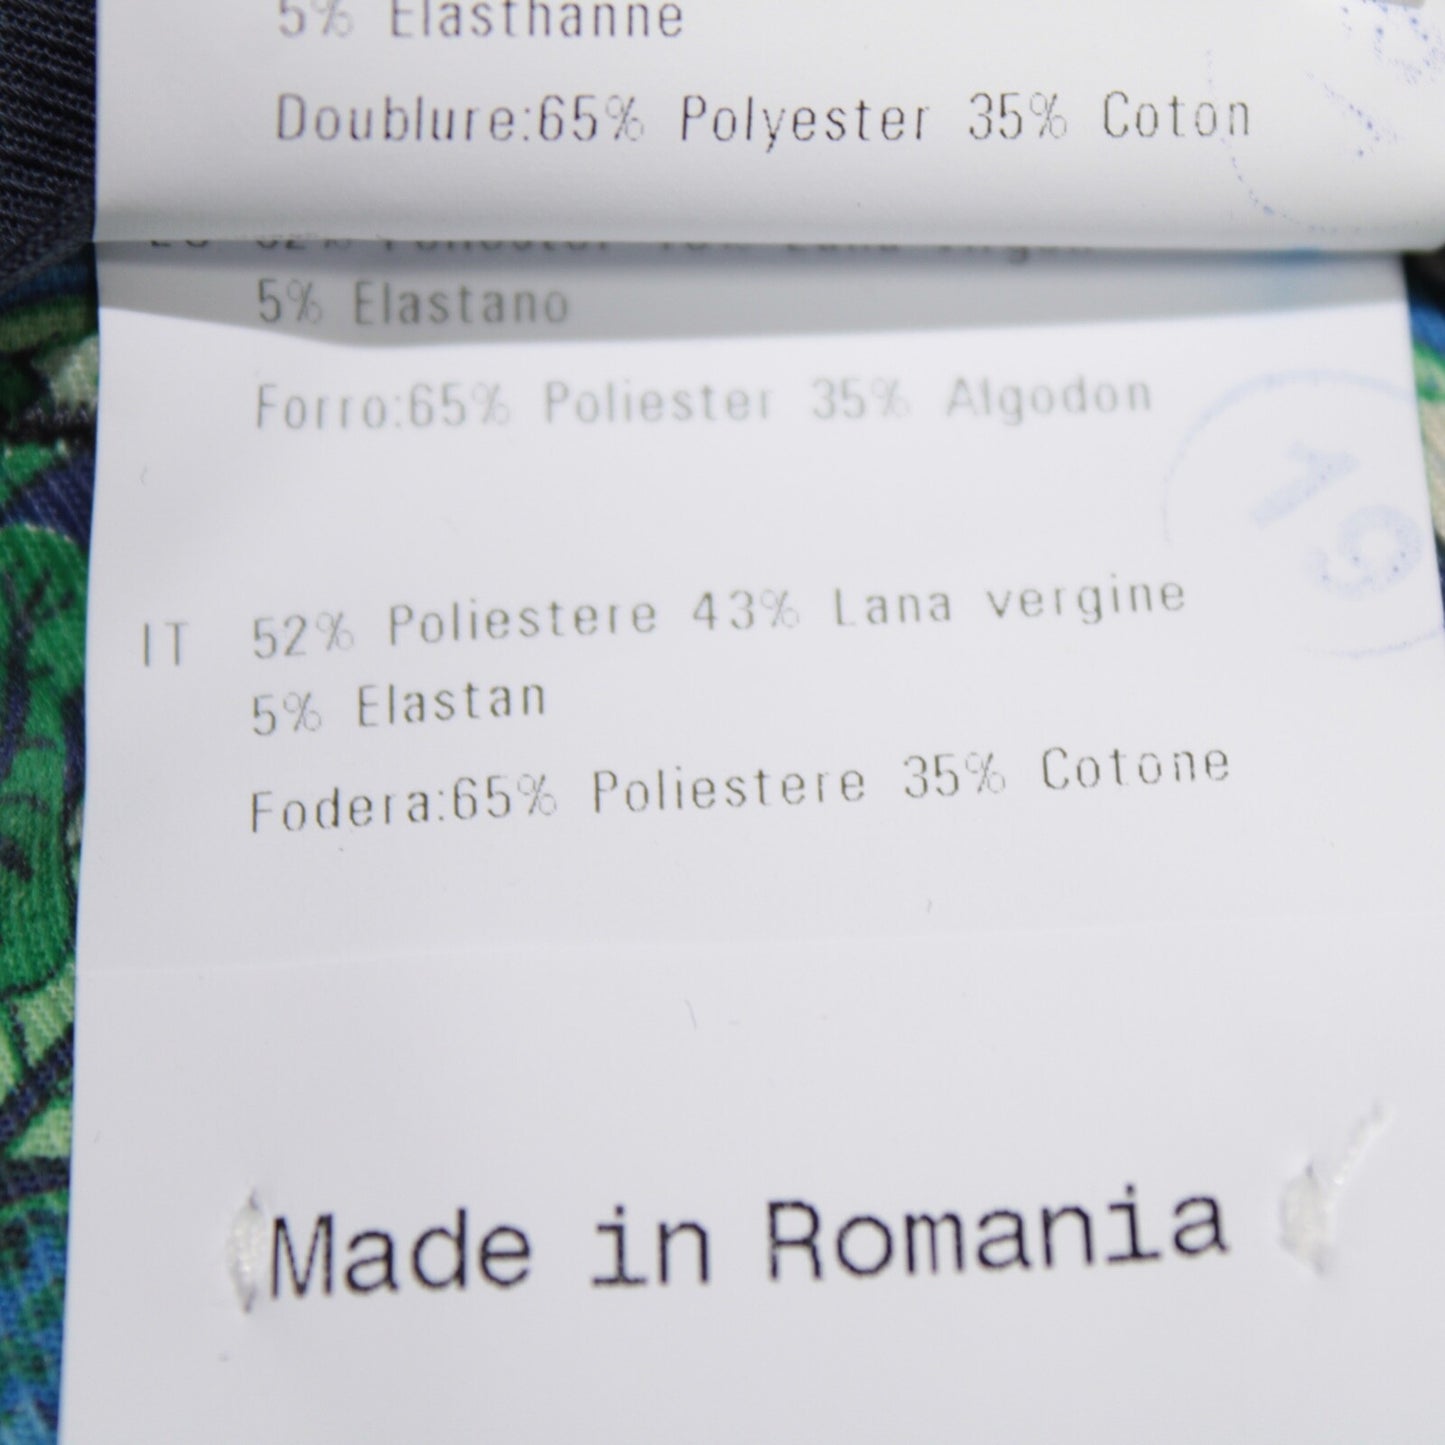 5% Elasthanne
Doublure:65% Polyester 35% Coton
5% Elastano
Forro:65% Poliester 35% Algodon
19
IT 52% Poliestere 43% Lana vergine
5% Elastan
Fodera:65% Poliestere 35% Cotone
Made in Romania